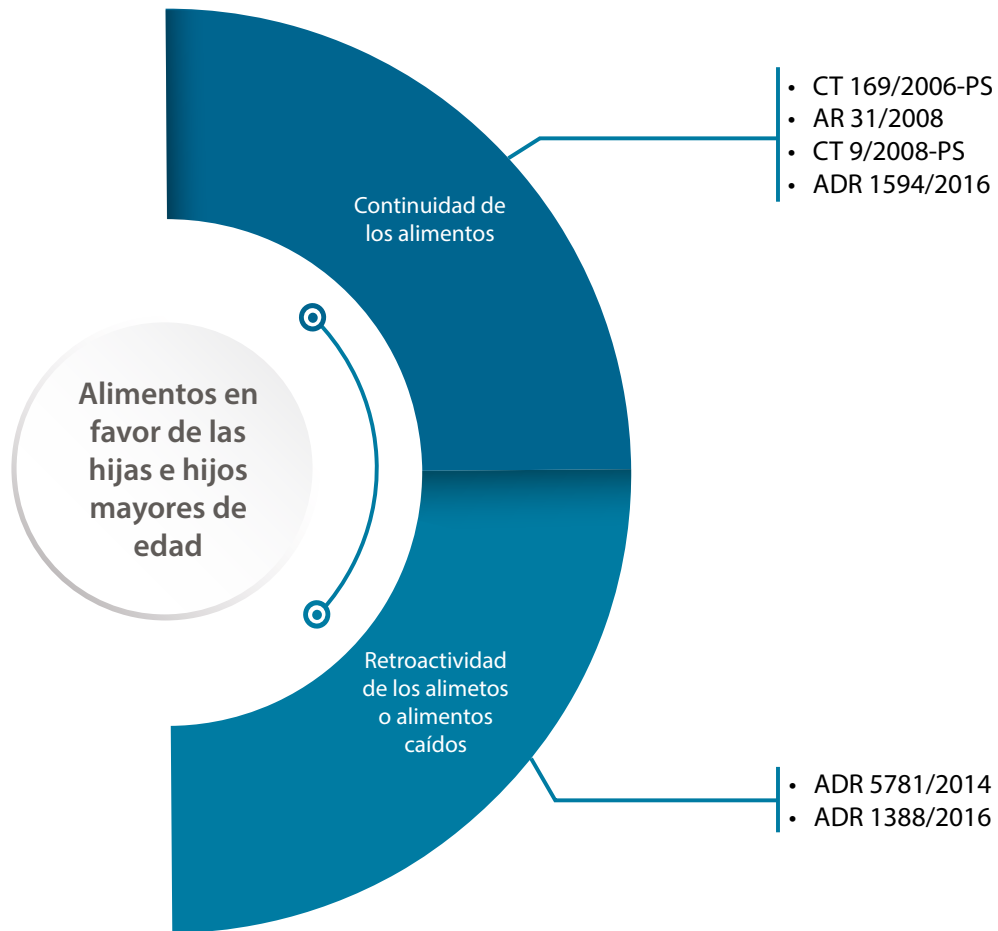 Alimentos en
favor de las
hijas e hijos
mayores de
edad
Continuidad de
los alimentos
• CT 169/2006-PS
• AR 31/2008
• CT 9/2008-PS
• ADR 1594/2016
Retroactividad
de los alimetos
o alimentos
caídos
• ADR 5781/2014
• ADR 1388/2016